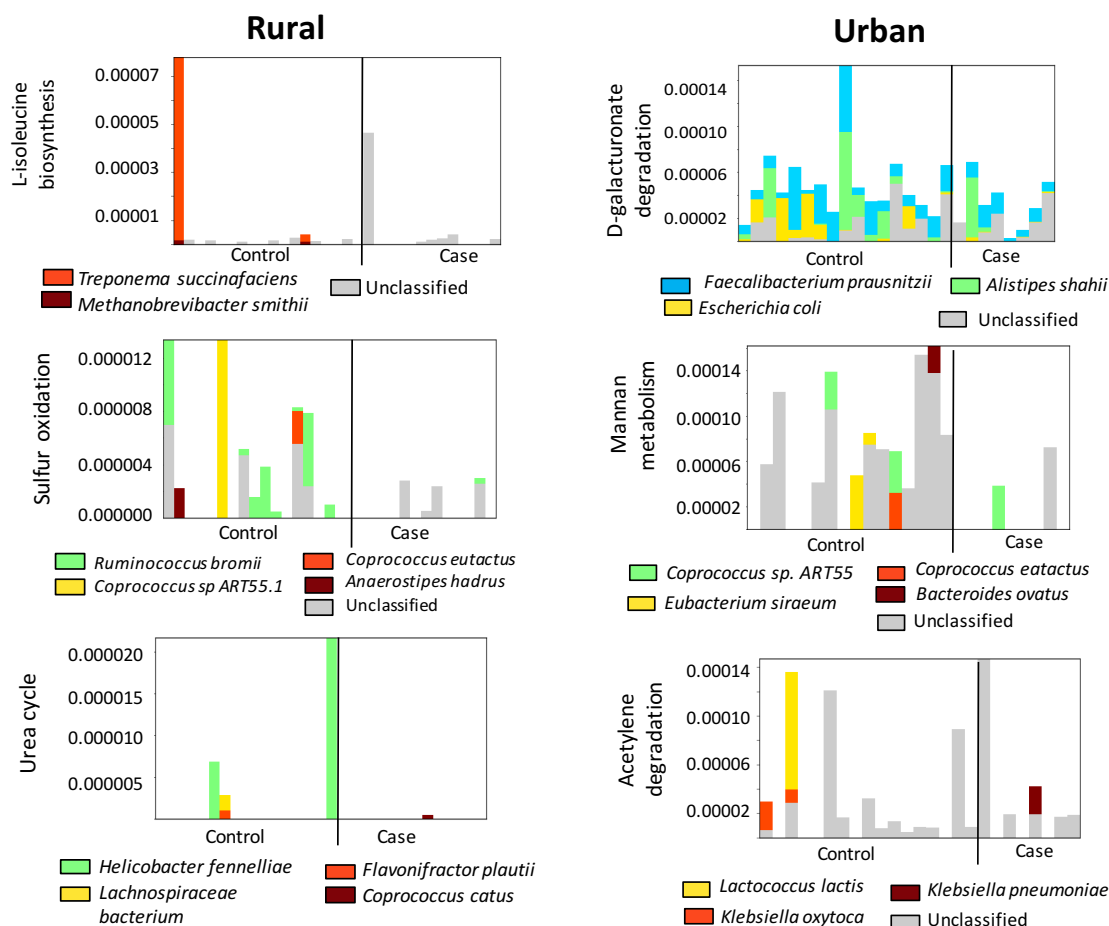 Rural
L-isoleucine
biosynthesis
0.00007
0.00005
0.00003
0.00001
Control
Case
Treponema succinafaciens
Unclassified
Methanobrevibacter smithii
Sulfur oxidation
0.000012
0.000008
0.000004
0.000000
Control
Case
Ruminococcus bromii
Coprococcus eutactus
Coprococcus sp ART55.1
Anaerostipes hadrus
Unclassified
Urea cycle
0.000020
0.000015
0.000010
0.000005
Control
Case
Helicobacter fennelliae
Flavonifractor plautii
Lachnospiraceae
bacterium
Coprococcus catus
Urban
D-galacturonate
degradation
0.00014
0.00010
0.00006
0.00002
Control
Case
Faecalibacterium prausnitzii
Alistipes shahii
Escherichia coli
Unclassified
Mannan
metabolism
0.00014
0.00010
0.00006
0.00002
Control
Case
Coprococcus sp. ART55
Coprococcus eatactus
Eubacterium siraeum
Bacteroides ovatus
Unclassified
Acetylene
degradation
0.00014
0.00010
0.00006
0.00002
Control
Case
Lactococcus lactis
Klebsiella pneumoniae
Klebsiella oxytoca
Unclassified